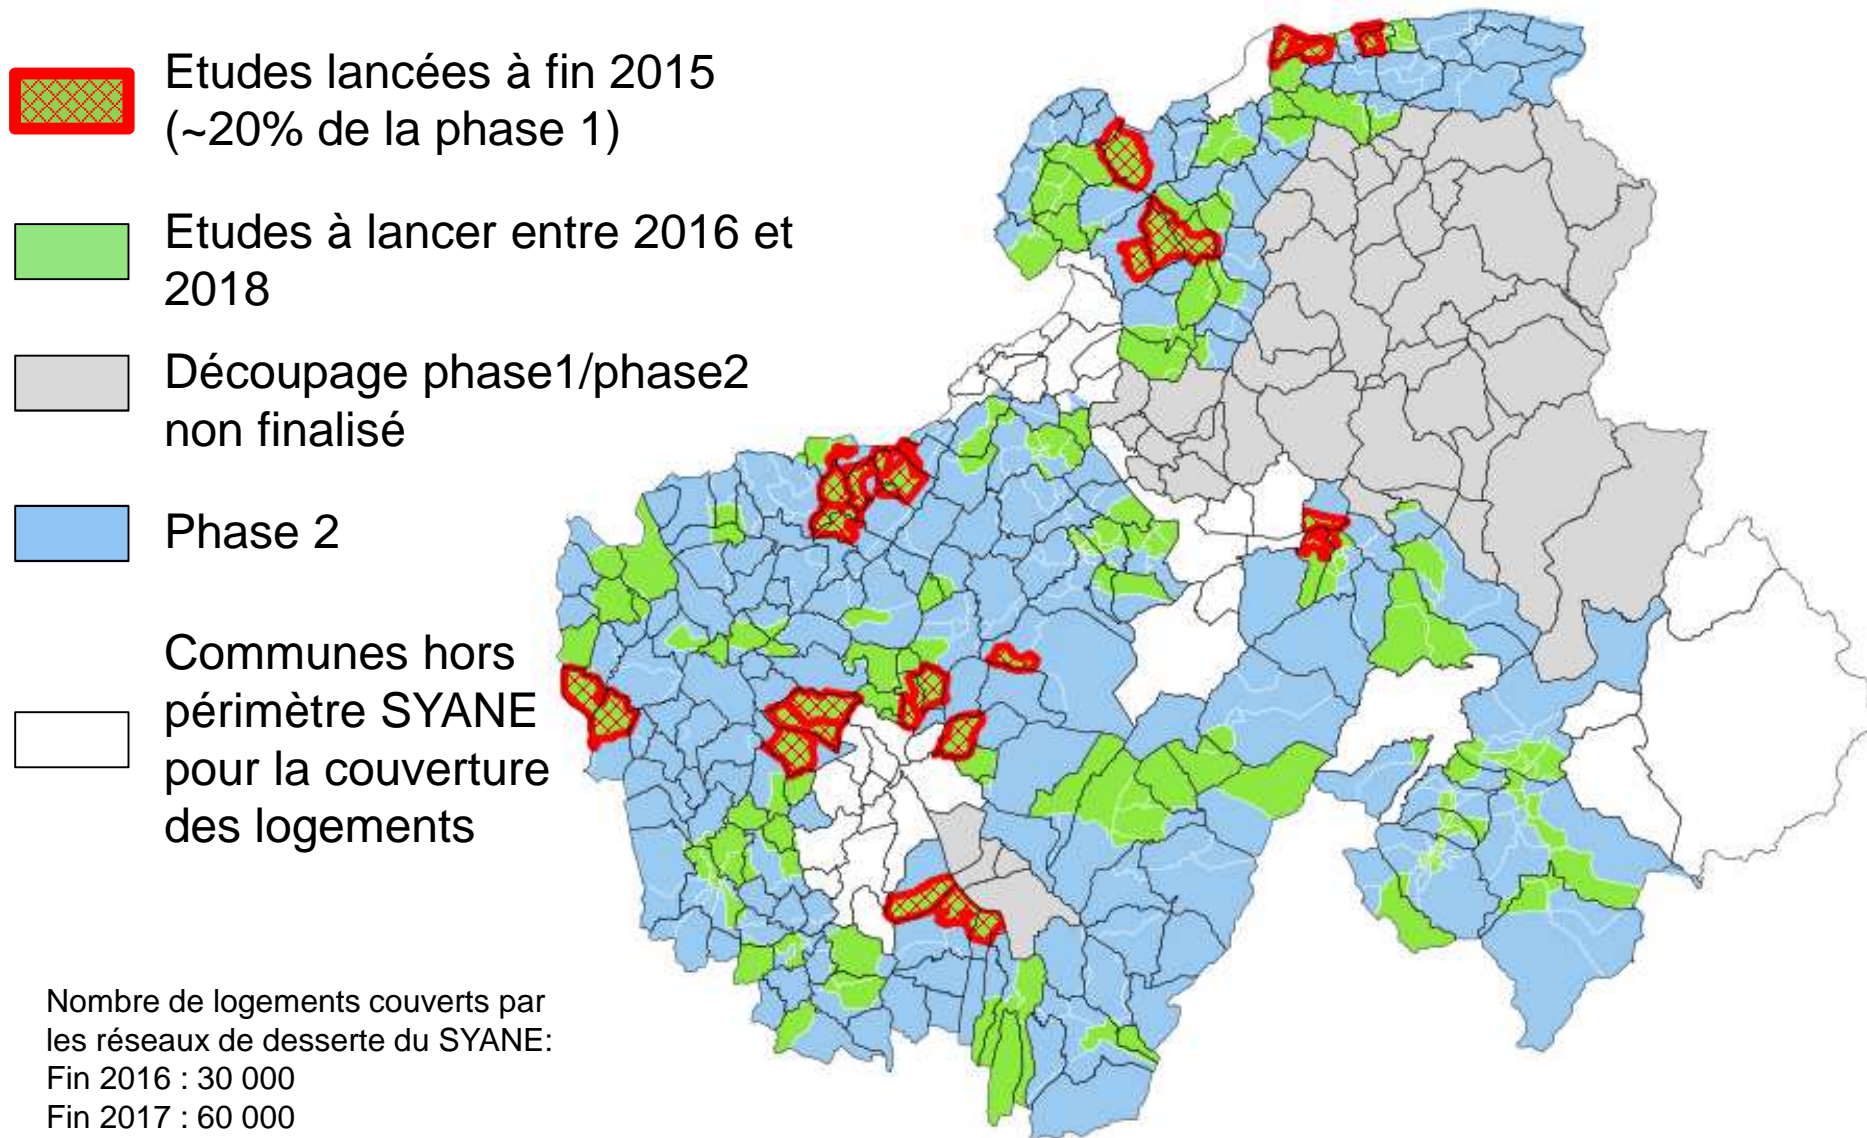 Etudes lancées à fin 2015
(~20% de la phase 1)
Etudes à lancer entre 2016 et
2018
Découpage phase1/phase2
non finalisé
Phase 2
Communes hors
périmètre SYANE
pour la couverture
des logements
Nombre de logements couverts par
les réseaux de desserte du SYANE:
Fin 2016 : 30 000
Fin 2017 : 60 000